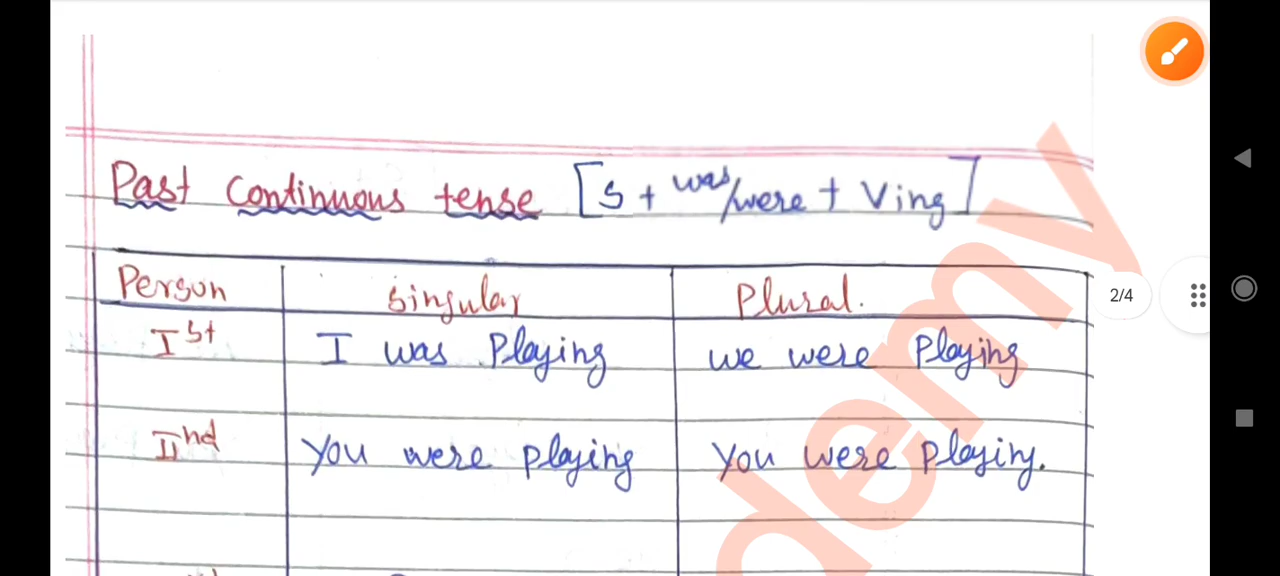 Past Continuous tense [S + was/were + Ving]
Person Singular Plural.
Ist I was Playing we were Playing
IInd You were playing You were playing.
2/4
demy